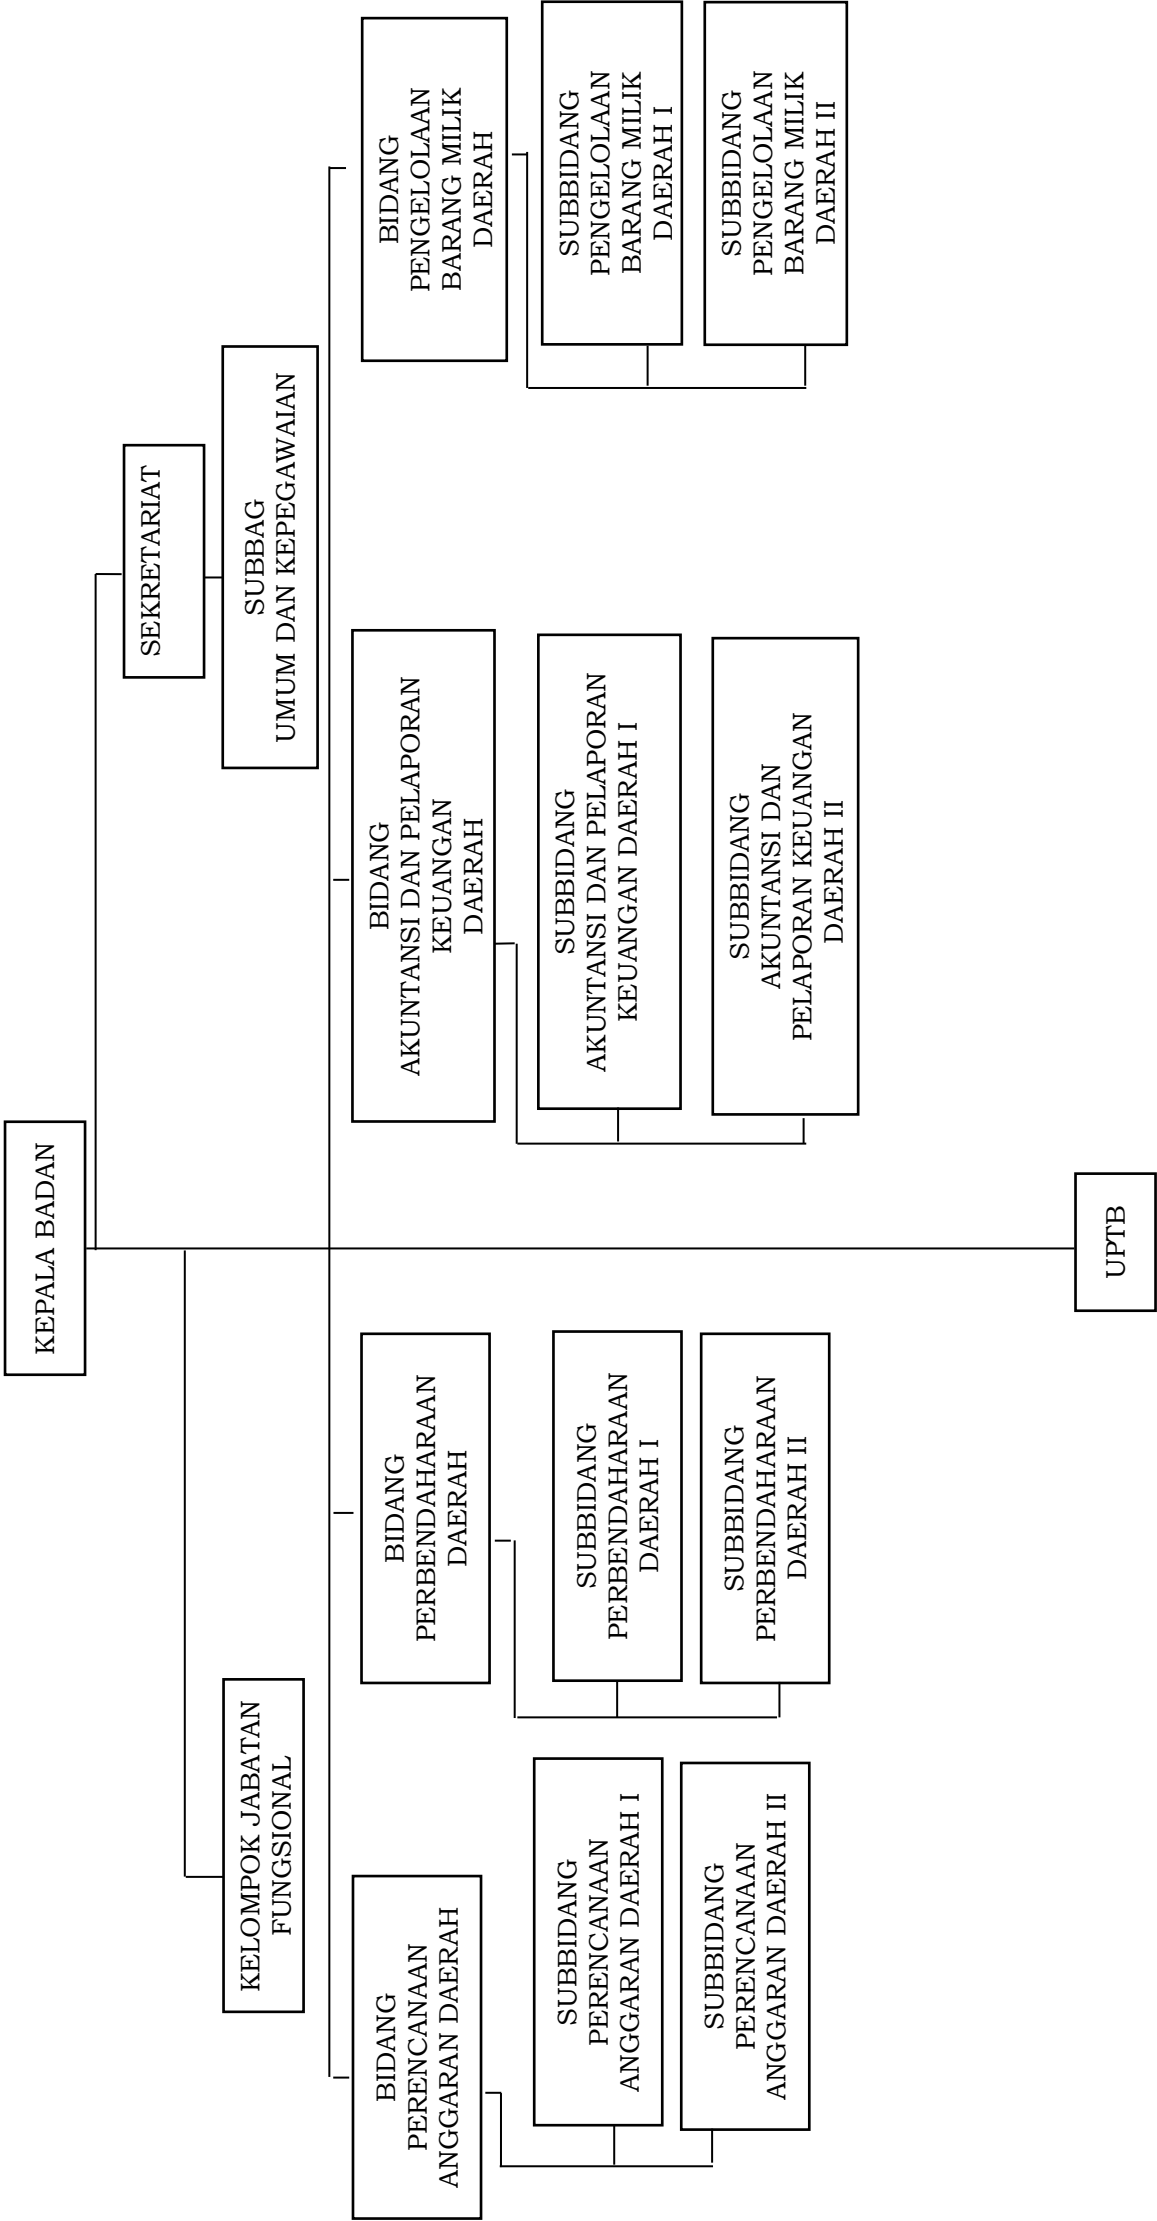 KEPALA BADAN
SEKRETARIAT
SUBBAG
UMUM DAN KEPEGAWAIAN
KELOMPOK JABATAN
FUNGSIONAL
BIDANG
PERENCANAAN
ANGGARAN DAERAH
BIDANG
PERBENDAHARAAN
DAERAH
BIDANG
AKUNTANSI DAN PELAPORAN
KEUANGAN
DAERAH
BIDANG
PENGELOLAAN
BARANG MILIK
DAERAH
SUBBIDANG
PERENCANAAN
ANGGARAN DAERAH I
SUBBIDANG
PERBENDAHARAAN
DAERAH I
SUBBIDANG
AKUNTANSI DAN PELAPORAN
KEUANGAN DAERAH I
SUBBIDANG
PENGELOLAAN
BARANG MILIK
DAERAH I
SUBBIDANG
PERENCANAAN
ANGGARAN DAERAH II
SUBBIDANG
PERBENDAHARAAN
DAERAH II
SUBBIDANG
AKUNTANSI DAN
PELAPORAN KEUANGAN
DAERAH II
SUBBIDANG
PENGELOLAAN
BARANG MILIK
DAERAH II
UPTB